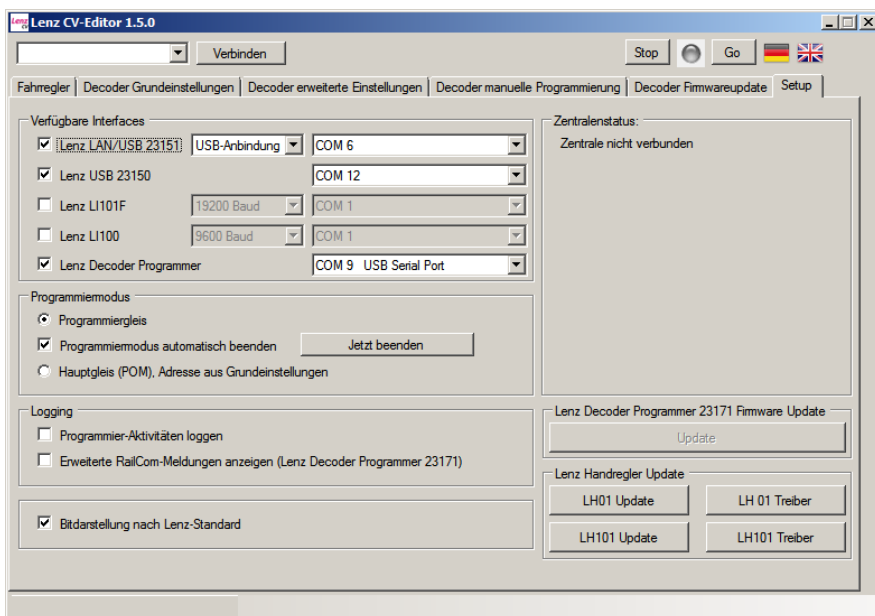 Lenz CV Lenz CV-Editor 1.5.0
Verbinden Stop Go
Fahrregler Decoder Grundeinstellungen Decoder erweiterte Einstellungen Decoder manuelle Programmierung Decoder Firmwareupdate Setup
Verfügbare Interfaces
Lenz LAN/USB 23151 USB-Anbindung COM 6
Lenz USB 23150 COM 12
Lenz LI101F 19200 Baud COM 1
Lenz LI100 9600 Baud COM 1
Lenz Decoder Programmer COM 9 USB Serial Port
Programmiermodus
Programmiergleis
Programmiermodus automatisch beenden Jetzt beenden
Hauptgleis (POM), Adresse aus Grundeinstellungen
Logging
Programmier-Aktivitäten loggen
Erweiterte RailCom-Meldungen anzeigen (Lenz Decoder Programmer 23171)
Bitdarstellung nach Lenz-Standard
Zentralenstatus:
Zentrale nicht verbunden
Lenz Decoder Programmer 23171 Firmware Update
Update
Lenz Handregler Update
LH01 Update LH 01 Treiber
LH101 Update LH101 Treiber